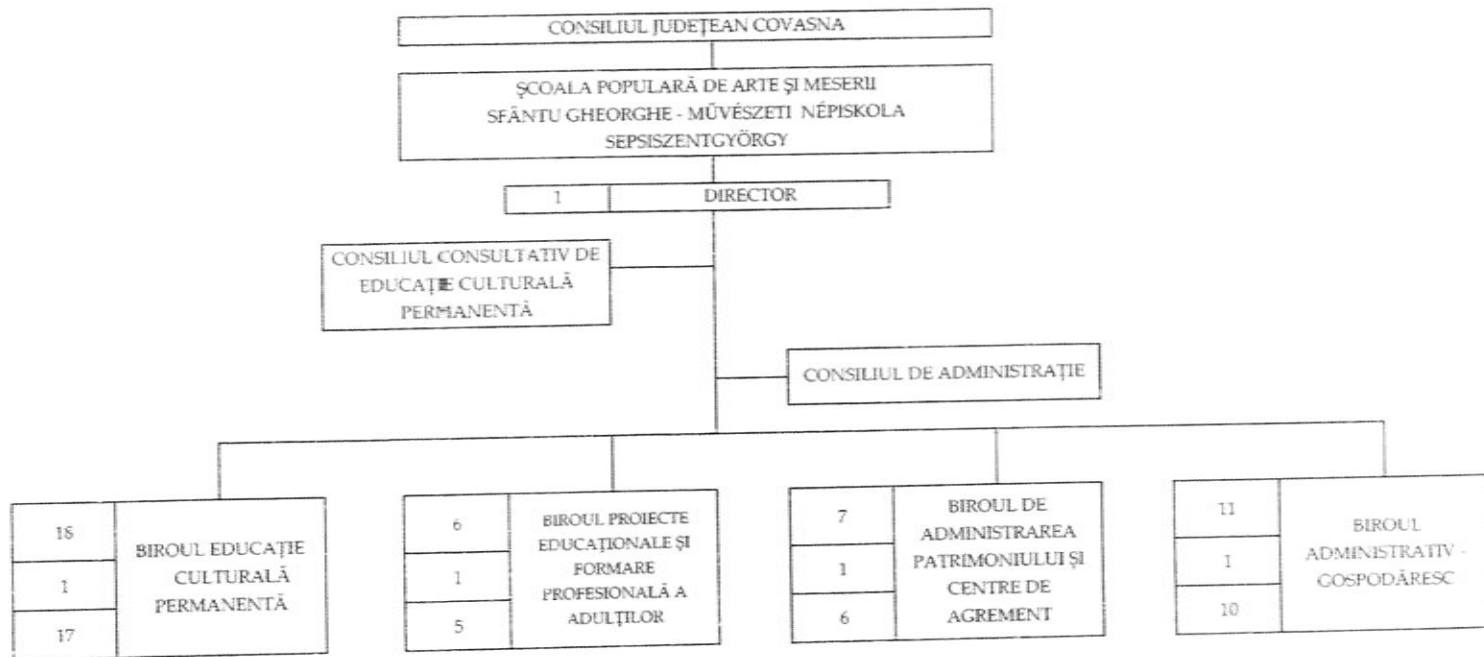 CONSILIUL JUDEȚEAN COVASNA
ȘCOALA POPULARĂ DE ARTE ȘI MESERII
SFÂNTU GHEORGHE - MŰVÉSZETI NÉPISKOLA
SEPSISZENTGYÖRGY
1 DIRECTOR
CONSILIUL CONSULTATIV DE
EDUCAȚIE CULTURALĂ
PERMANENTĂ
CONSILIUL DE ADMINISTRAȚIE
18
1
17
BIROUL EDUCAȚIE
CULTURALĂ
PERMANENTĂ
6
1
5
BIROUL PROIECTE
EDUCAȚIONALE ȘI
FORMARE
PROFESIONALĂ A
ADULȚILOR
7
1
6
BIROUL DE
ADMINISTRAREA
PATRIMONIULUI ȘI
CENTRE DE
AGREMENT
11
1
10
BIROUL
ADMINISTRATIV -
GOSPODĂRESC